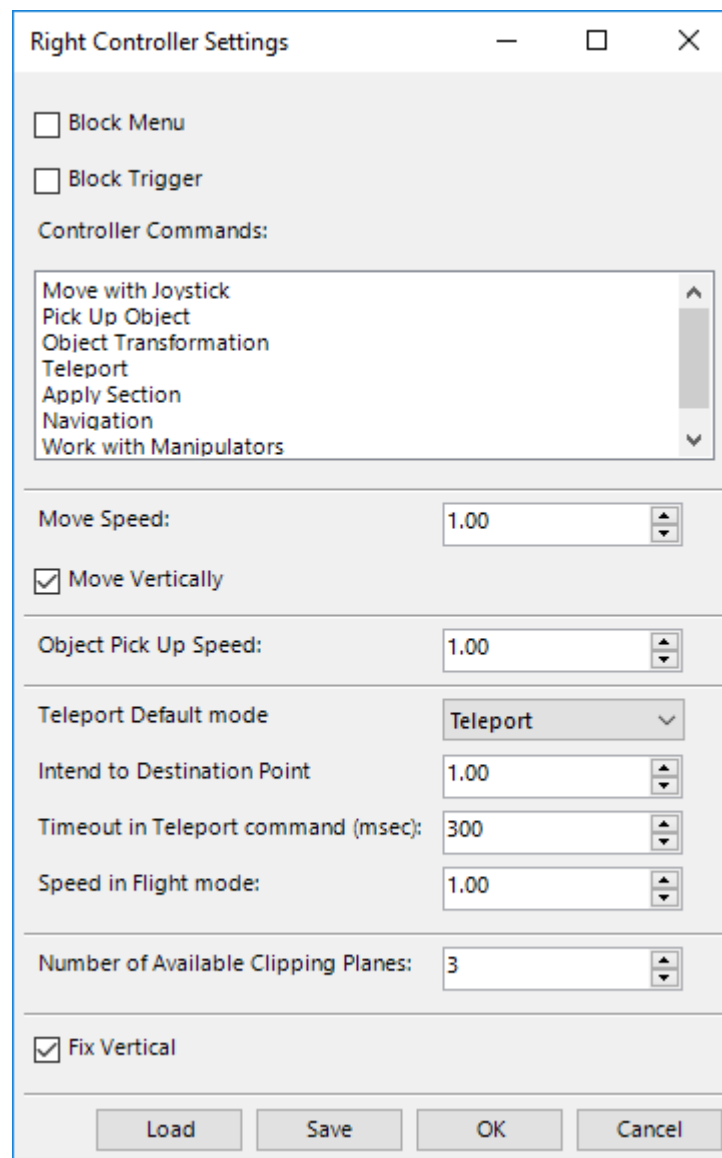 Right Controller Settings
Block Menu
Block Trigger
Controller Commands:
Move with Joystick
Pick Up Object
Object Transformation
Teleport
Apply Section
Navigation
Work with Manipulators
Move Speed: 1.00
Move Vertically
Object Pick Up Speed: 1.00
Teleport Default mode Teleport
Intend to Destination Point 1.00
Timeout in Teleport command (msec): 300
Speed in Flight mode: 1.00
Number of Available Clipping Planes: 3
Fix Vertical
Load Save OK Cancel